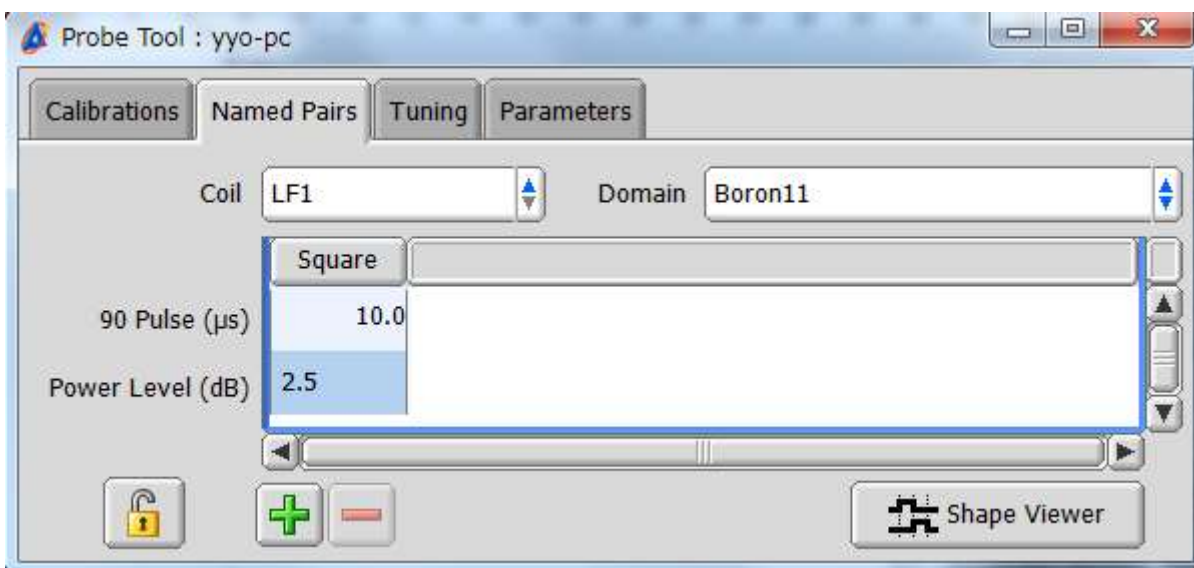 Probe Tool : yyo-pc
Calibrations Named Pairs Tuning Parameters
Coil LF1 Domain Boron11
Square
90 Pulse (µs) 10.0
Power Level (dB) 2.5
Shape Viewer